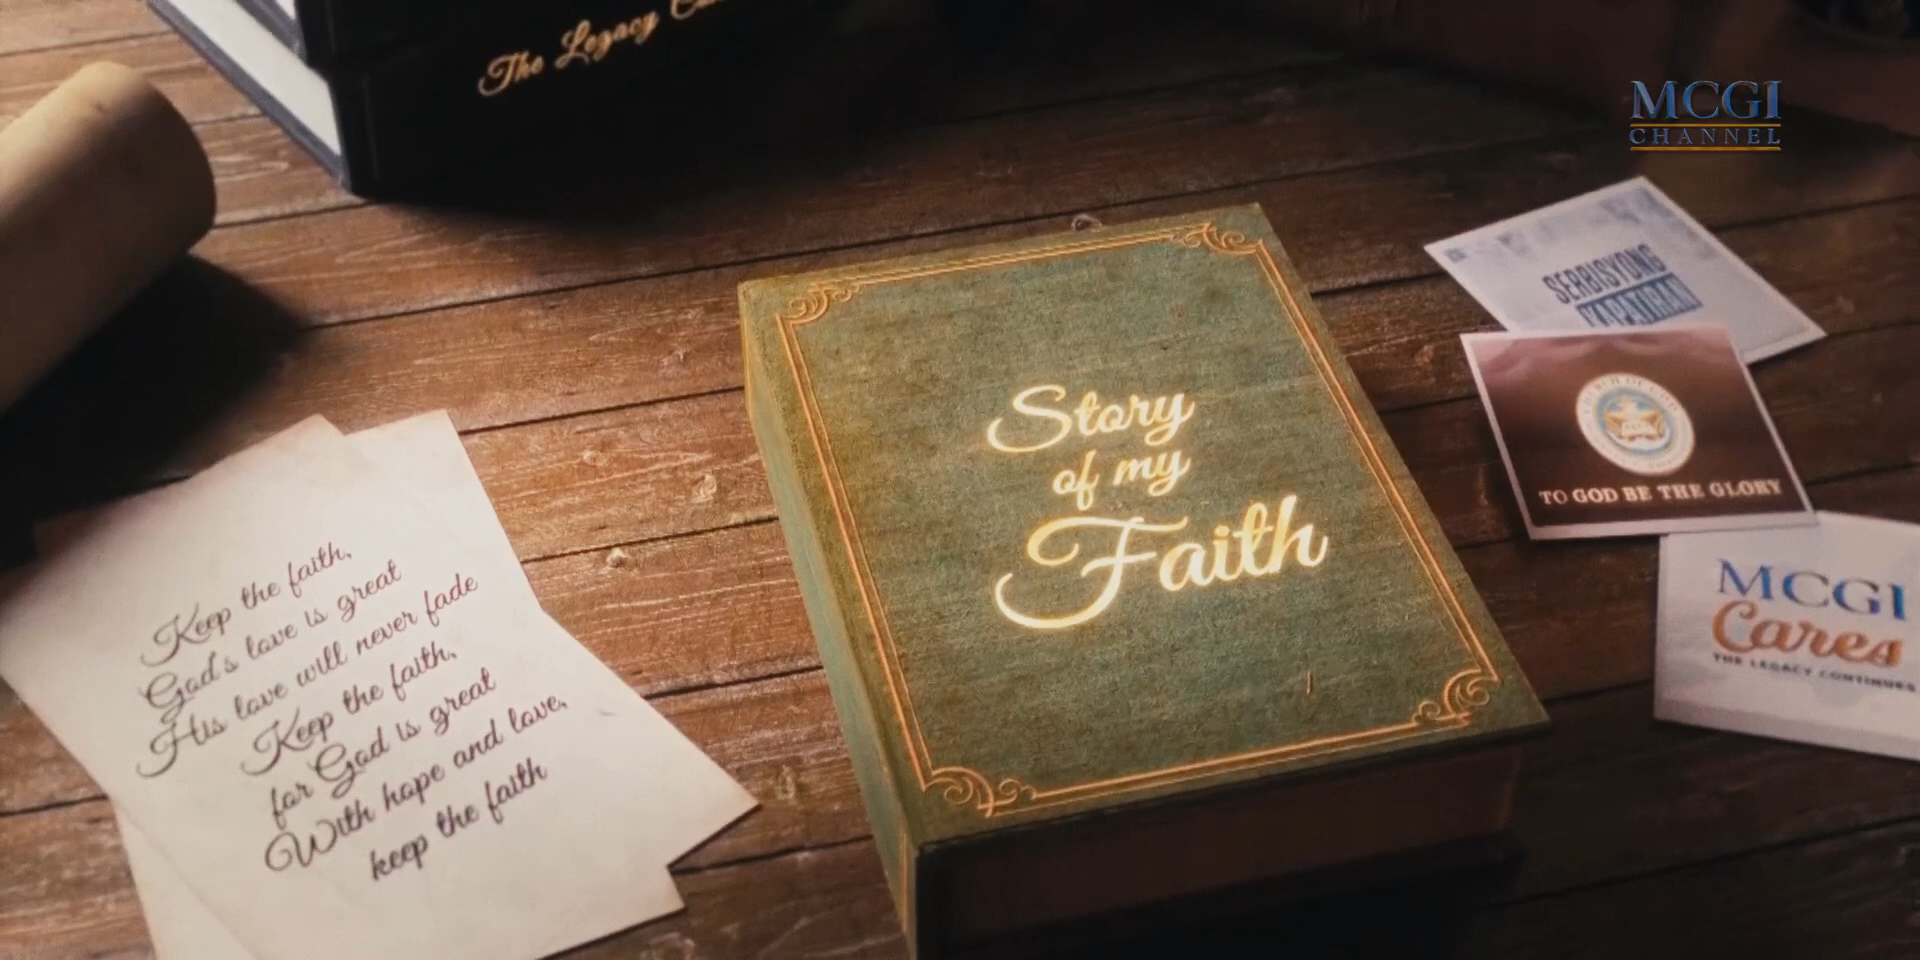 The Legacy
MCGI
CHANNEL
SERBISYONG
KAPATIRAN
TO GOD BE THE GLORY
MCGI
Cares
THE LEGACY CONTINUES
Story
of my
Faith
Keep the faith,
God's love is great
His love will never fade
Keep the faith,
for God is great
With hope and love,
keep the faith